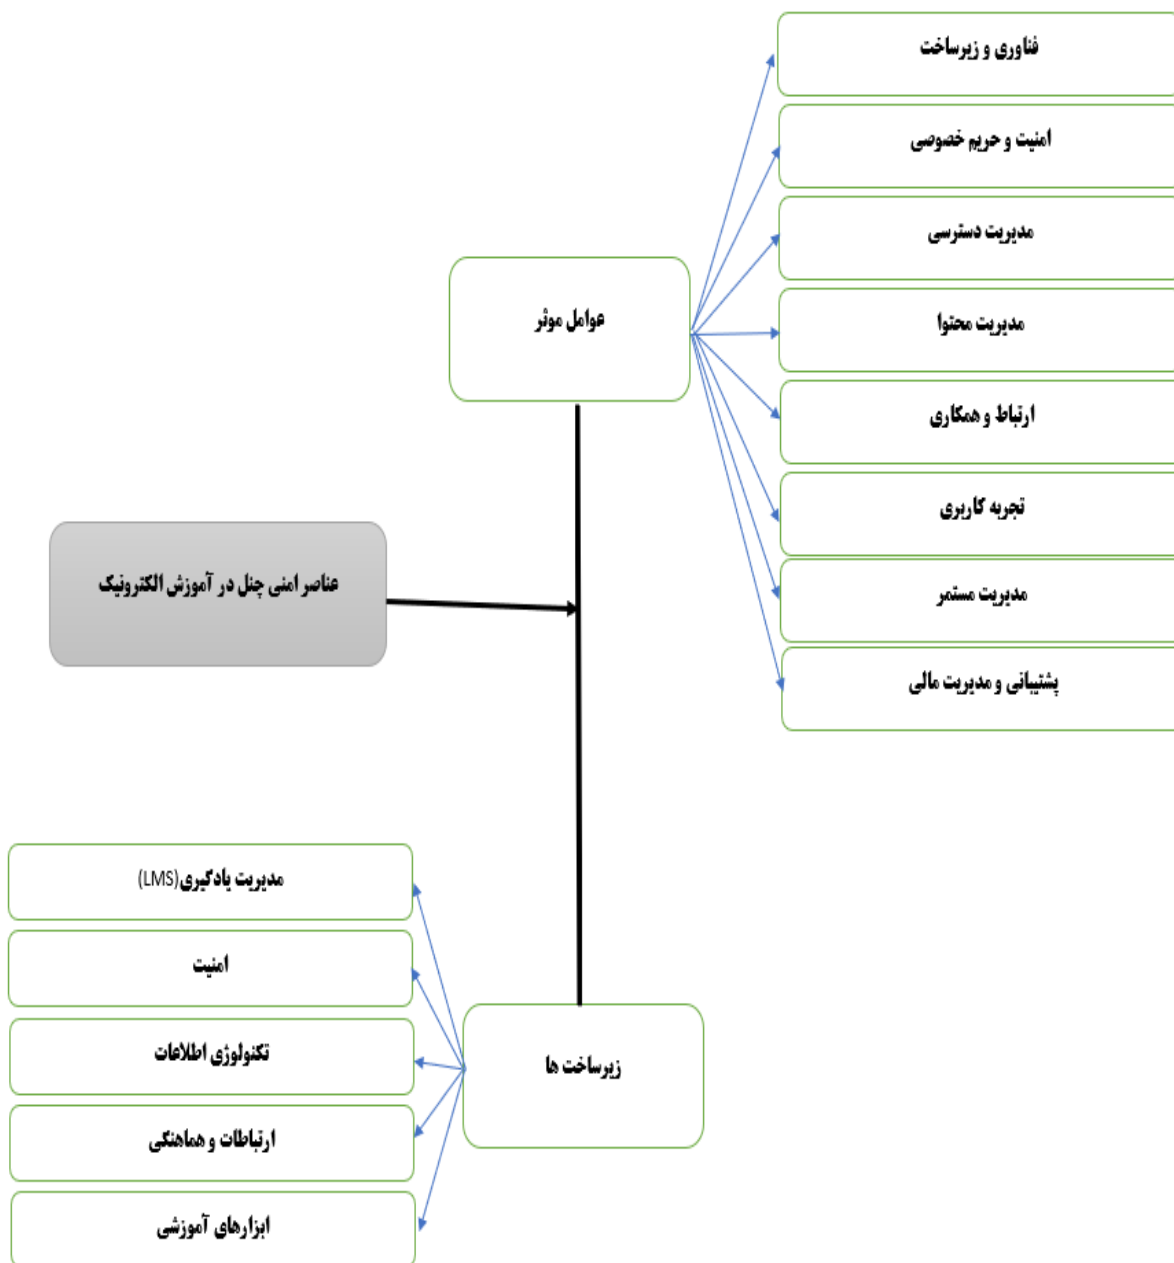 فناوری و زیرساخت
امنیت و حریم خصوصی
مدیریت دسترسی
مدیریت محتوا
ارتباط و همکاری
تجربه کاربری
مدیریت مستمر
پشتیبانی و مدیریت مالی
عوامل موثر
عناصر امنی چنل در آموزش الکترونیک
زیرساخت ها
مدیریت یادگیری(LMS)
امنیت
تکنولوژی اطلاعات
ارتباطات و هماهنگی
ابزارهای آموزشی